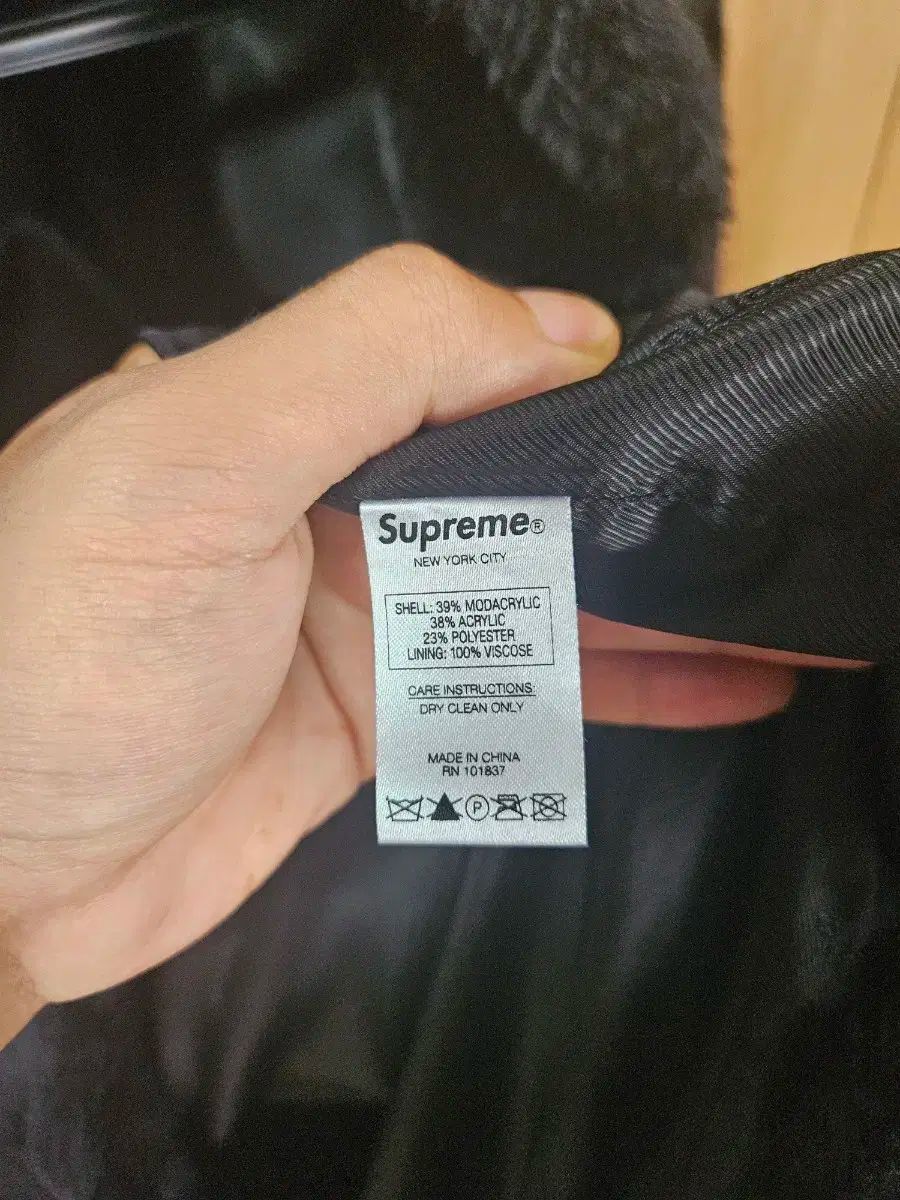 Supreme®
NEW YORK CITY
SHELL: 39% MODACRYLIC
38% ACRYLIC
23% POLYESTER
LINING: 100% VISCOSE
CARE INSTRUCTIONS:
DRY CLEAN ONLY
MADE IN CHINA
RN 101837
P